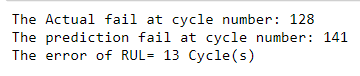 The Actual fail at cycle number: 128
The prediction fail at cycle number: 141
The error of RUL= 13 Cycle(s)